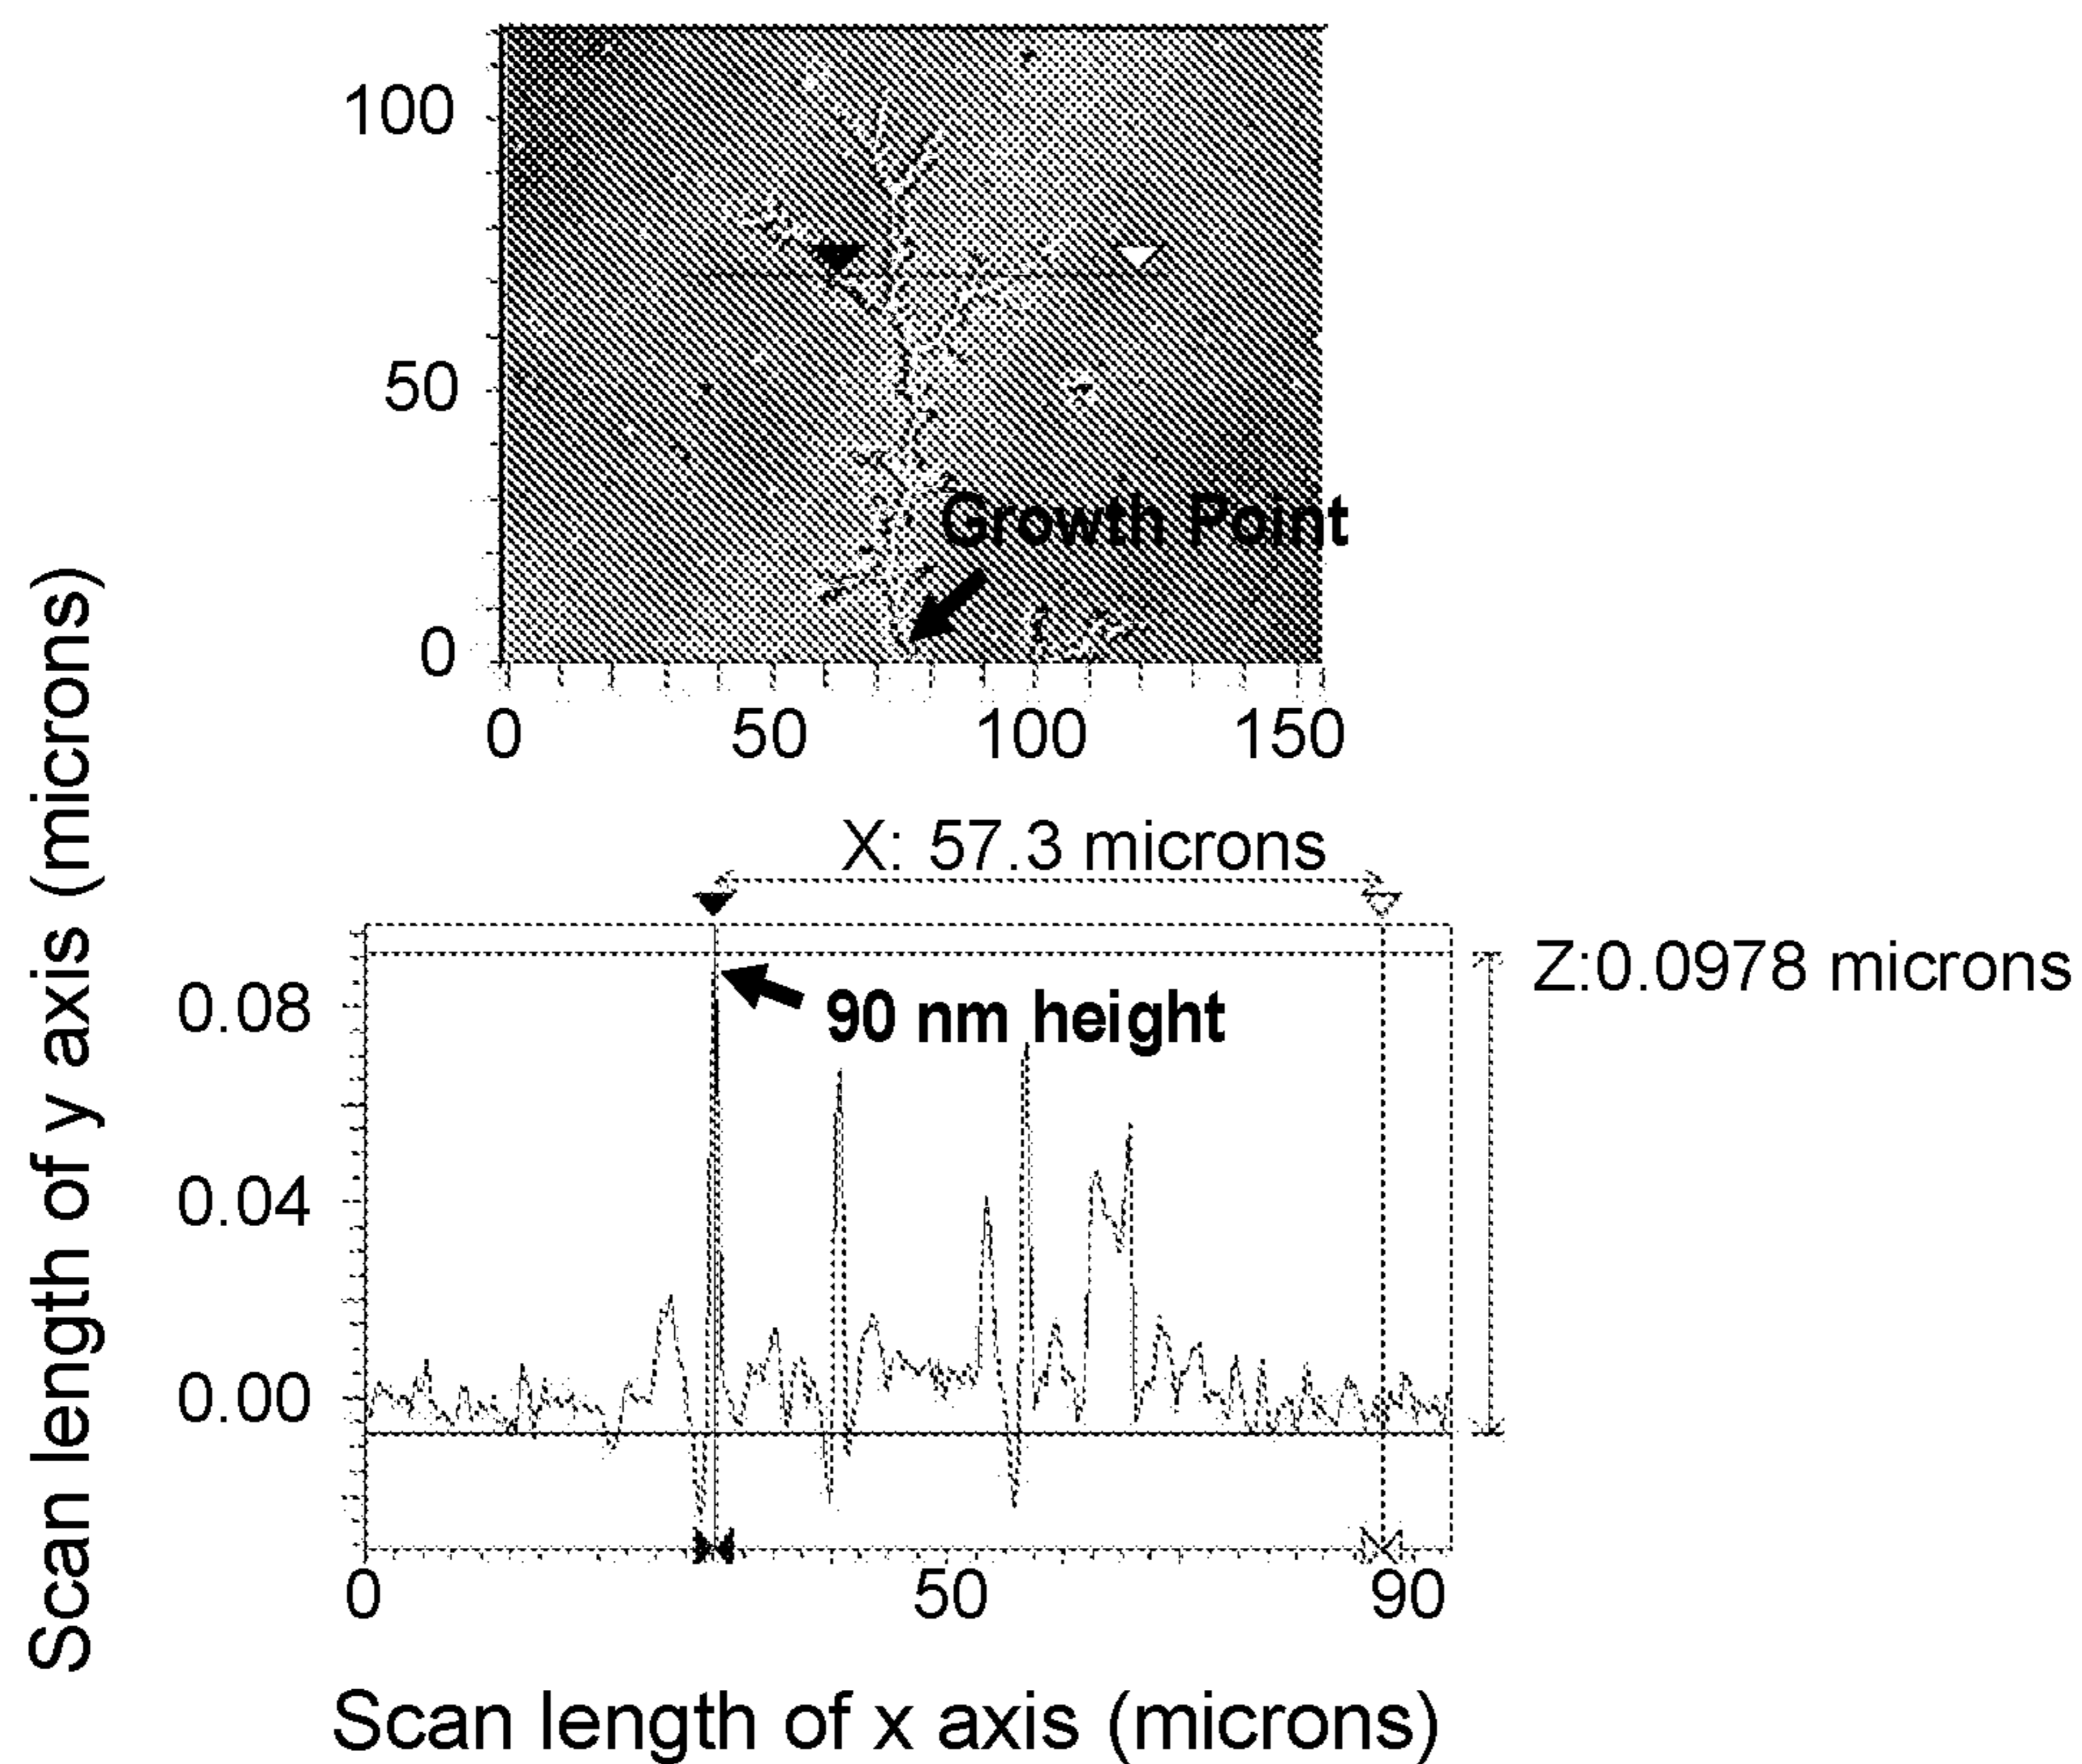 100
50
0
Growth Point
0 50 100 150
X: 57.3 microns
Z:0.0978 microns
90 nm height
0.08
0.04
0.00
0 50 90
Scan length of y axis (microns)
Scan length of x axis (microns)